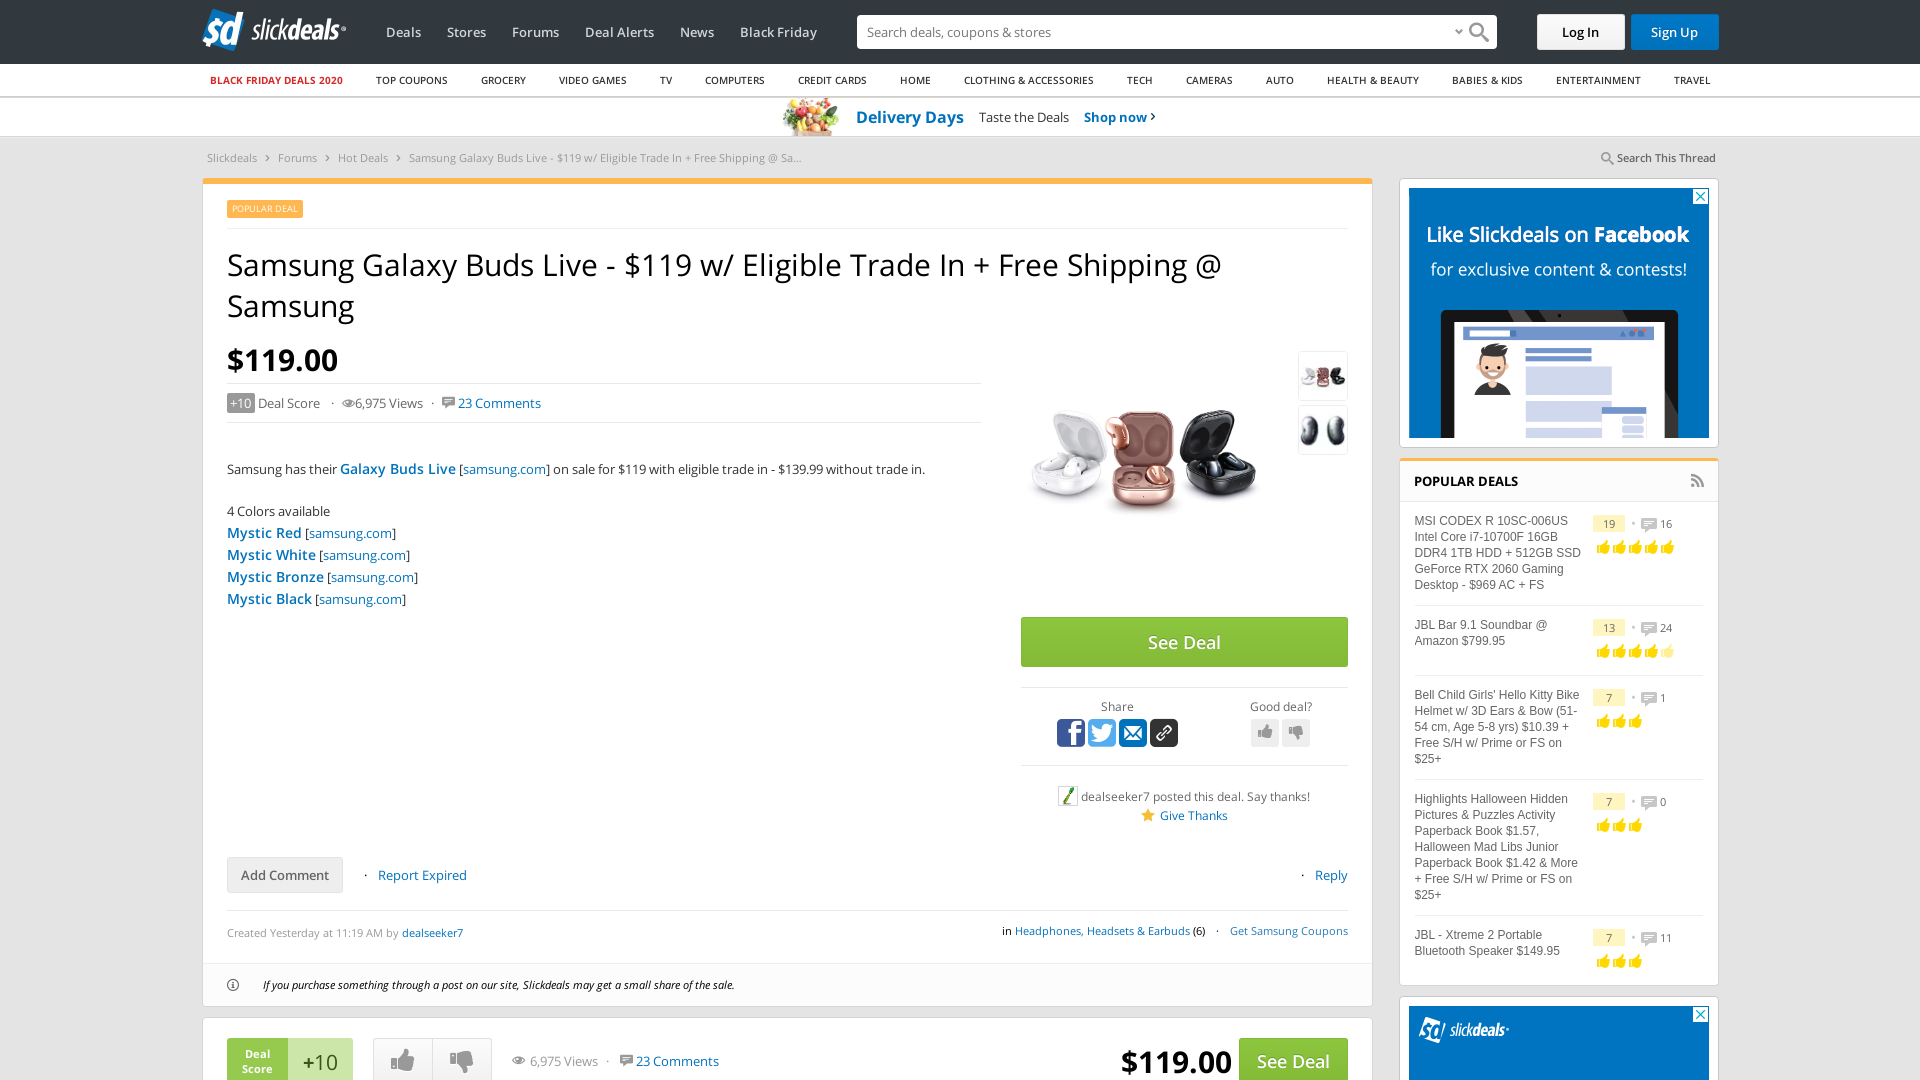 slickdeals
Deals
Stores
Forums
Deal Alerts
News
Black Friday
Search deals, coupons & stores
Log In
Sign Up
BLACK FRIDAY DEALS 2020
TOP COUPONS
GROCERY
VIDEO GAMES
TV
COMPUTERS
CREDIT CARDS
HOME
CLOTHING & ACCESSORIES
TECH
CAMERAS
AUTO
HEALTH & BEAUTY
BABIES & KIDS
ENTERTAINMENT
TRAVEL
Delivery Days Taste the Deals Shop now
Slickdeals > Forums > Hot Deals > Samsung Galaxy Buds Live - $119 w/ Eligible Trade In + Free Shipping @ Sa...
Search This Thread
POPULAR DEAL
Samsung Galaxy Buds Live - $119 w/ Eligible Trade In + Free Shipping @
Samsung
$119.00
+10 Deal Score · 6,975 Views · 23 Comments
Samsung has their Galaxy Buds Live [samsung.com] on sale for $119 with eligible trade in - $139.99 without trade in.
4 Colors available
Mystic Red [samsung.com]
Mystic White [samsung.com]
Mystic Bronze [samsung.com]
Mystic Black [samsung.com]
See Deal
Share
Good deal?
dealseeker7 posted this deal. Say thanks!
Give Thanks
Add Comment · Report Expired
· Reply
Created Yesterday at 11:19 AM by dealseeker7
in Headphones, Headsets & Earbuds (6) · Get Samsung Coupons
If you purchase something through a post on our site, Slickdeals may get a small share of the sale.
Deal
Score
+10
6,975 Views · 23 Comments
$119.00
See Deal
Like Slickdeals on Facebook
for exclusive content & contests!
POPULAR DEALS
MSI CODEX R 10SC-006US
Intel Core i7-10700F 16GB
DDR4 1TB HDD + 512GB SSD
GeForce RTX 2060 Gaming
Desktop - $969 AC + FS
19 · 16
JBL Bar 9.1 Soundbar @
Amazon $799.95
13 · 24
Bell Child Girls' Hello Kitty Bike
Helmet w/ 3D Ears & Bow (51-
54 cm, Age 5-8 yrs) $10.39 +
Free S/H w/ Prime or FS on
$25+
7 · 1
Highlights Halloween Hidden
Pictures & Puzzles Activity
Paperback Book $1.57,
Halloween Mad Libs Junior
Paperback Book $1.42 & More
+ Free S/H w/ Prime or FS on
$25+
7 · 0
JBL - Xtreme 2 Portable
Bluetooth Speaker $149.95
7 · 11
slickdeals